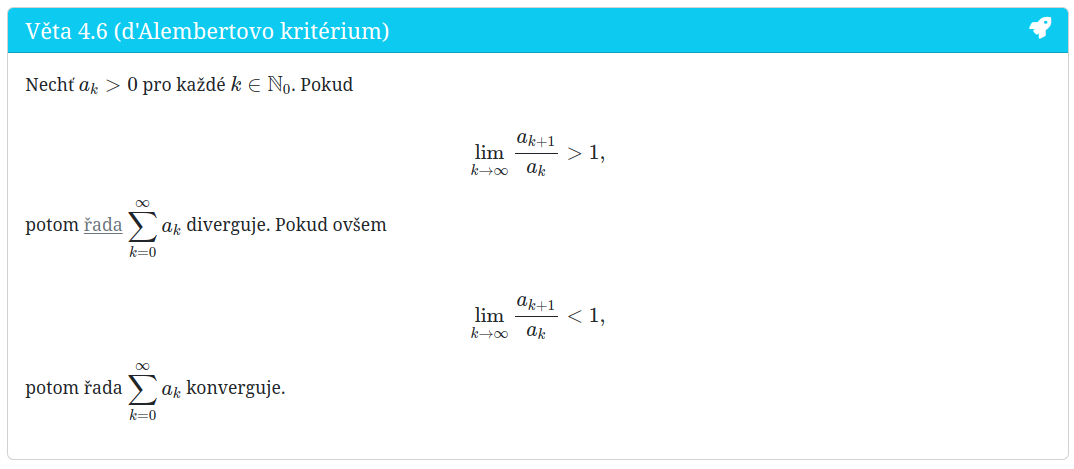 Věta 4.6 (d'Alembertovo kritérium)
Nechť $a_k > 0$ pro každé $k \in \mathbb{N}_0$. Pokud
$$\lim_{k \to \infty} \frac{a_{k+1}}{a_k} > 1,$$
potom řada $\sum_{k=0}^{\infty} a_k$ diverguje. Pokud ovšem
$$\lim_{k \to \infty} \frac{a_{k+1}}{a_k} < 1,$$
potom řada $\sum_{k=0}^{\infty} a_k$ konverguje.